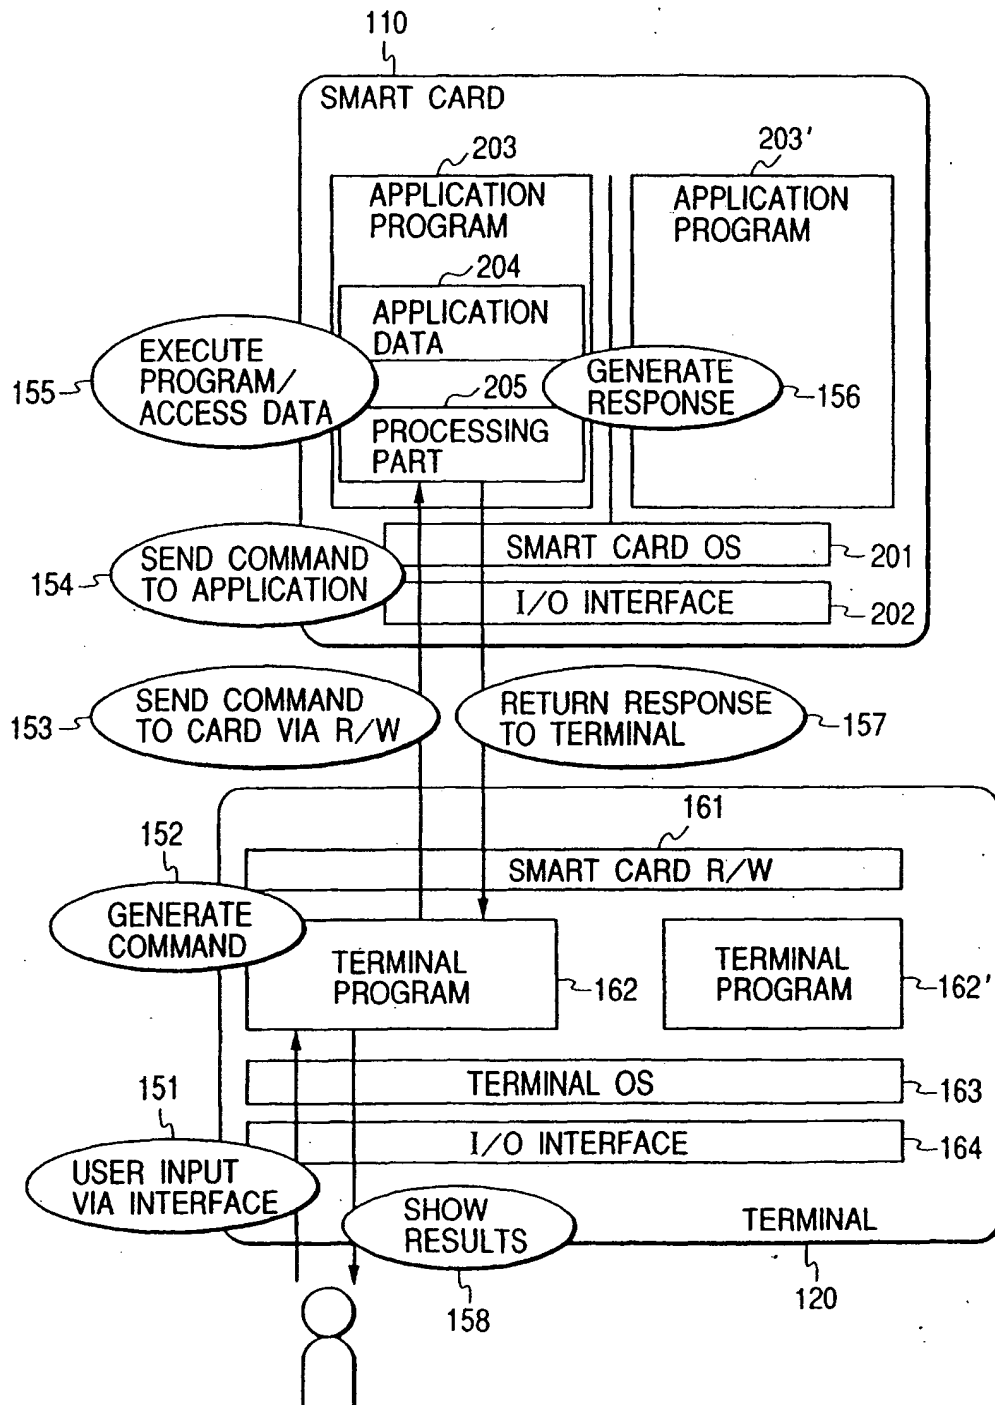 110
SMART CARD
203
203'
APPLICATION
PROGRAM
APPLICATION
PROGRAM
204
APPLICATION
DATA
EXECUTE
PROGRAM/
ACCESS DATA
155
GENERATE
RESPONSE
156
205
PROCESSING
PART
SEND COMMAND
TO APPLICATION
154
SMART CARD OS
201
I/O INTERFACE
202
SEND COMMAND
TO CARD VIA R/W
153
RETURN RESPONSE
TO TERMINAL
157
161
152
SMART CARD R/W
GENERATE
COMMAND
TERMINAL
PROGRAM
162
TERMINAL
PROGRAM
162'
TERMINAL OS
163
151
I/O INTERFACE
164
USER INPUT
VIA INTERFACE
SHOW
RESULTS
158
TERMINAL
120